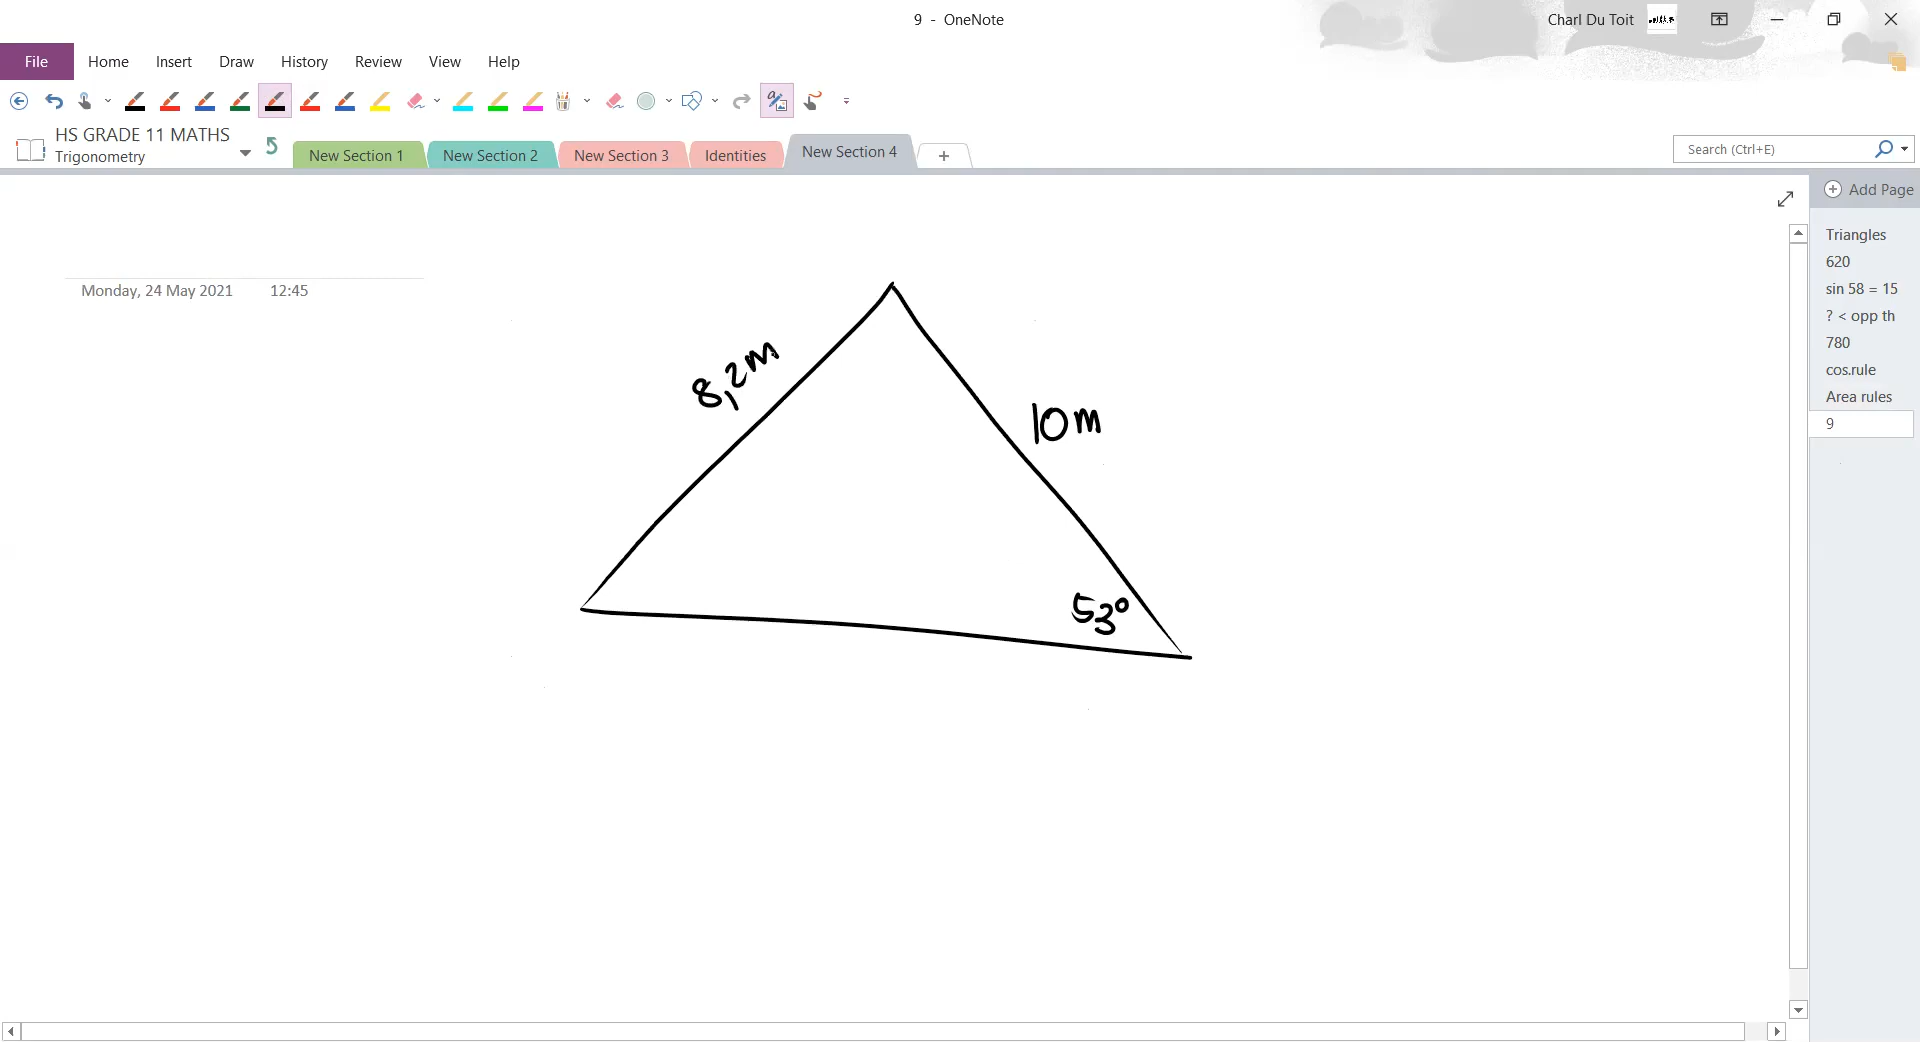 9 - OneNote
Charl Du Toit
File Home Insert Draw History Review View Help
HS GRADE 11 MATHS
Trigonometry
New Section 1 New Section 2 New Section 3 Identities New Section 4 +
Search (Ctrl+E)
Add Page
Triangles
620
sin 58 = 15
? < opp th
780
cos.rule
Area rules
9
Monday, 24 May 2021 12:45
8,2m
10m
53°